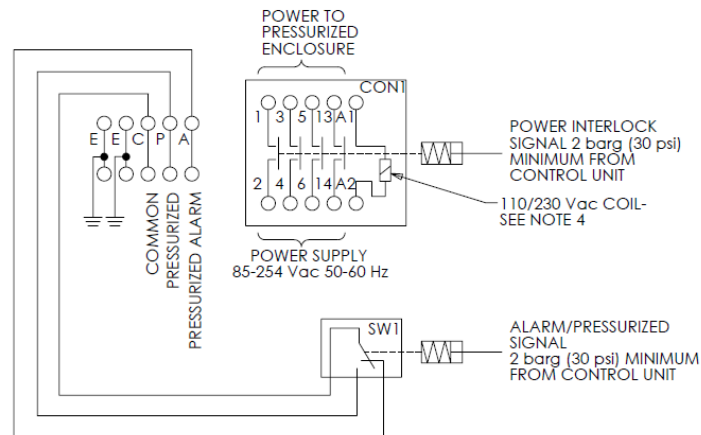 POWER TO
PRESSURIZED
ENCLOSURE
CON1
1 3 5 13 A1
E E C P A
POWER INTERLOCK
SIGNAL 2 barg (30 psi)
MINIMUM FROM
CONTROL UNIT
2 4 6 14 A2
110/230 Vac COIL-
SEE NOTE 4
COMMON
PRESSURIZED
PRESSURIZED ALARM
POWER SUPPLY
85-254 Vac 50-60 Hz
SW1
ALARM/PRESSURIZED
SIGNAL
2 barg (30 psi) MINIMUM
FROM CONTROL UNIT